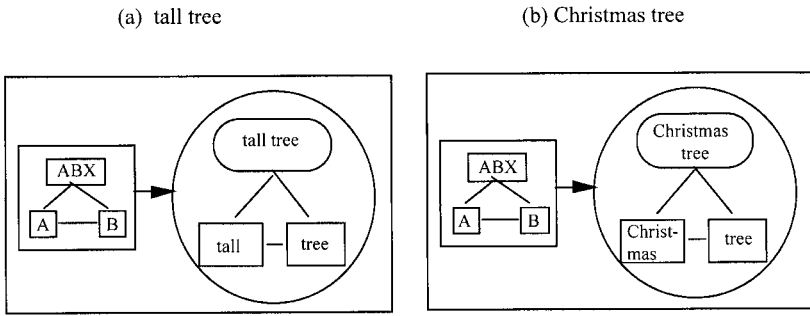 (a) tall tree
(b) Christmas tree
ABX
A
B
tall tree
tall
tree
ABX
A
B
Christmas
tree
Christ-
mas
tree